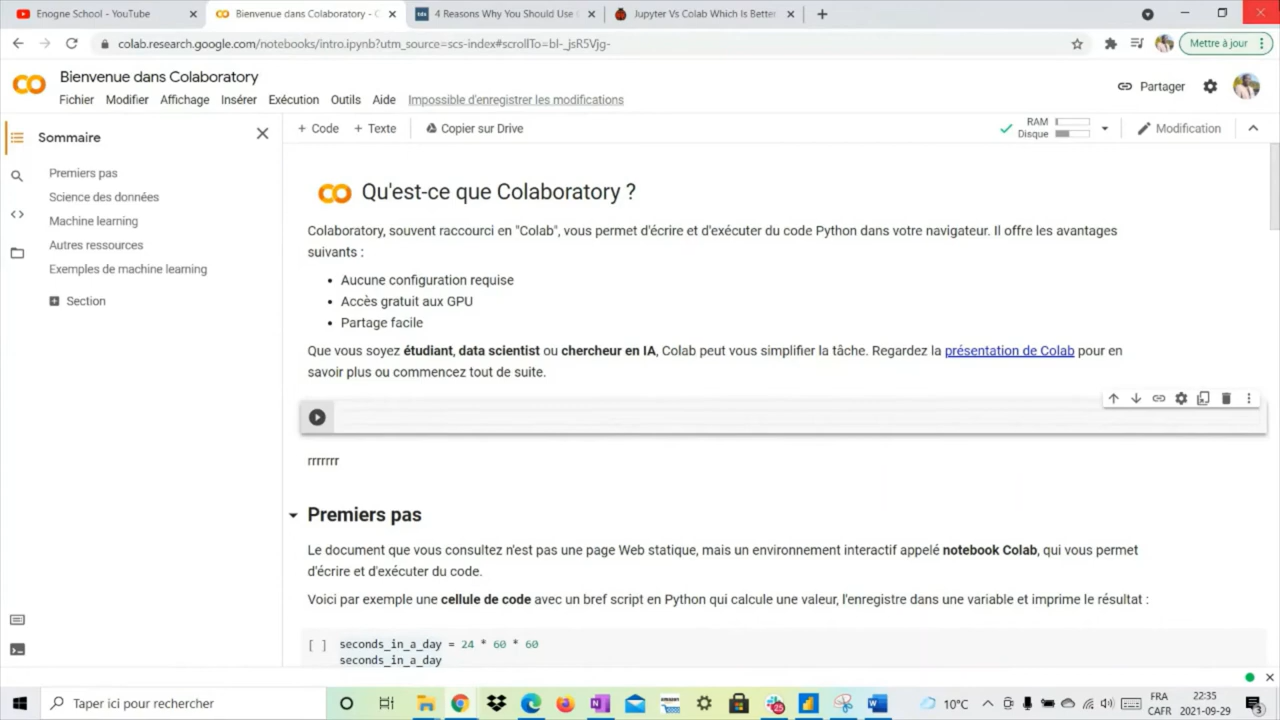 Enogne School - YouTube
Bienvenue dans Colaboratory - C
4 Reasons Why You Should Use
Jupyter Vs Colab Which Is Better
colab.research.google.com/notebooks/intro.ipynb?utm_source=scs-index#scrollTo=bl-_jsR5Vjg-
Mettre à jour
CO Bienvenue dans Colaboratory
Fichier Modifier Affichage Insérer Exécution Outils Aide Impossible d'enregistrer les modifications
Partager
Sommaire
+ Code + Texte Copier sur Drive
RAM
Disque
Modification
Premiers pas
Science des données
Machine learning
Autres ressources
Exemples de machine learning
Section
CO Qu'est-ce que Colaboratory ?
Colaboratory, souvent raccourci en "Colab", vous permet d'écrire et d'exécuter du code Python dans votre navigateur. Il offre les avantages
suivants :
• Aucune configuration requise
• Accès gratuit aux GPU
• Partage facile
Que vous soyez étudiant, data scientist ou chercheur en IA, Colab peut vous simplifier la tâche. Regardez la présentation de Colab pour en
savoir plus ou commencez tout de suite.
rrrrrrr
Premiers pas
Le document que vous consultez n'est pas une page Web statique, mais un environnement interactif appelé notebook Colab, qui vous permet
d'écrire et d'exécuter du code.
Voici par exemple une cellule de code avec un bref script en Python qui calcule une valeur, l'enregistre dans une variable et imprime le résultat :
[ ] seconds_in_a_day = 24 * 60 * 60
seconds_in_a_day
Taper ici pour rechercher
10°C
FRA
CAFR
22:35
2021-09-29
3